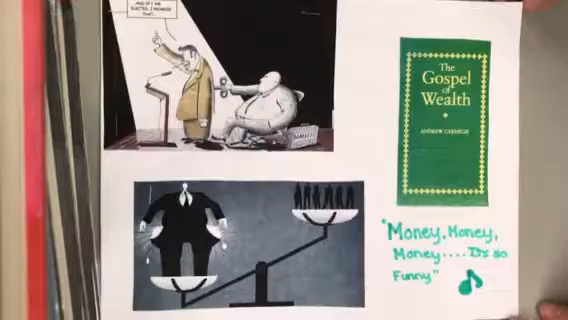 ...AND IF I AM
ELECTED, I PROMISE
THAT...
The
Gospel
of
Wealth
ANDREW CARNEGIE
"Money, Money,
Money.... It's so
Funny"